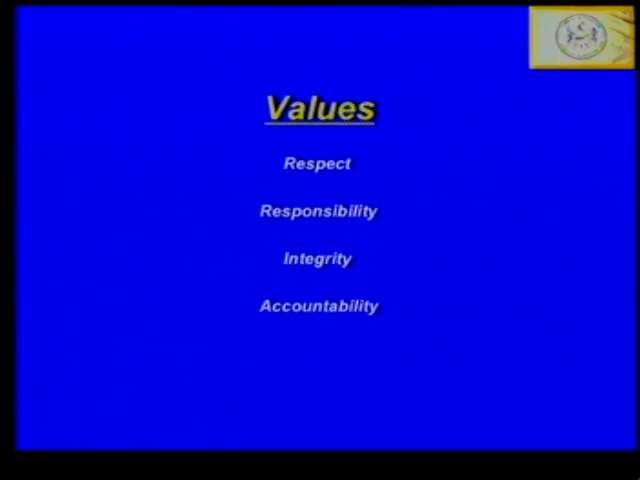 Values
Respect
Responsibility
Integrity
Accountability